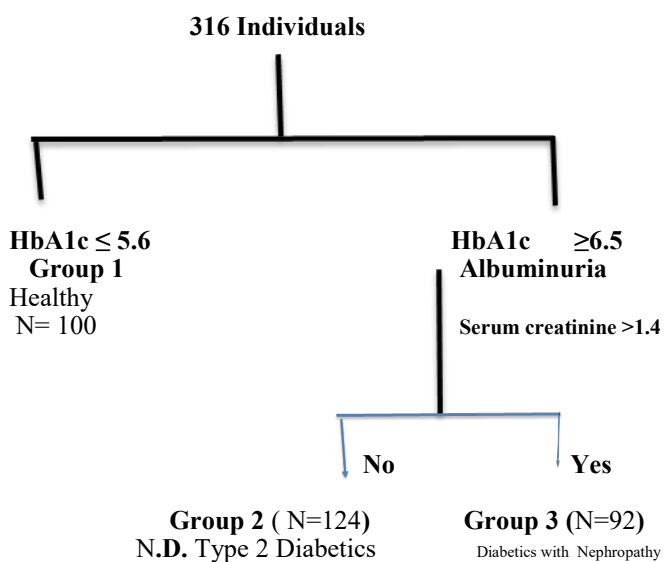 316 Individuals
HbA1c ≤ 5.6
Group 1
Healthy
N= 100
HbA1c ≥6.5
Albuminuria
Serum creatinine >1.4
No
Yes
Group 2 ( N=124)
N.D. Type 2 Diabetics
Group 3 (N=92)
Diabetics with Nephropathy